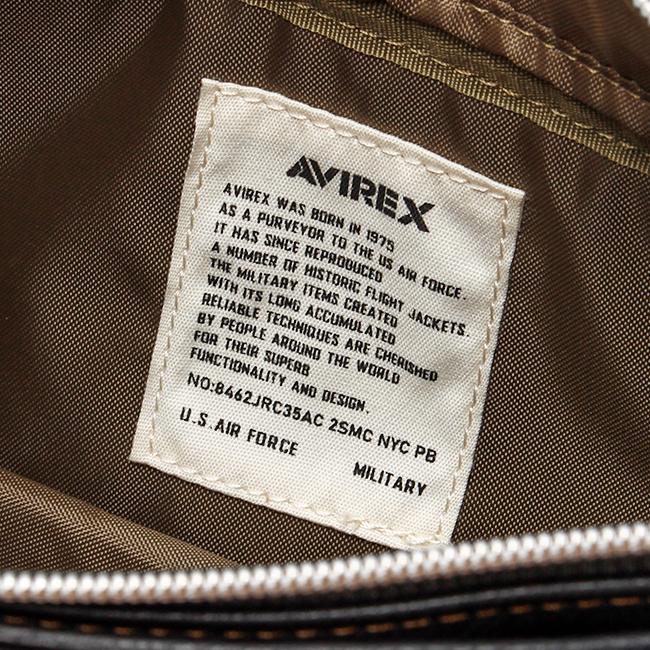 AVIREX
AVIREX WAS BORN IN 1975
AS A PURVEYOR TO THE US AIR FORCE.
IT HAS SINCE REPRODUCED
A NUMBER OF HISTORIC FLIGHT JACKETS.
THE MILITARY ITEMS CREATED
WITH ITS LONG ACCUMULATED
RELIABLE TECHNIQUES ARE CHERISHED
BY PEOPLE AROUND THE WORLD
FOR THEIR SUPERB
FUNCTIONALITY AND DESIGN.
NO:8462JRC35AC 2SMC NYC PB
U.S.AIR FORCE
MILITARY